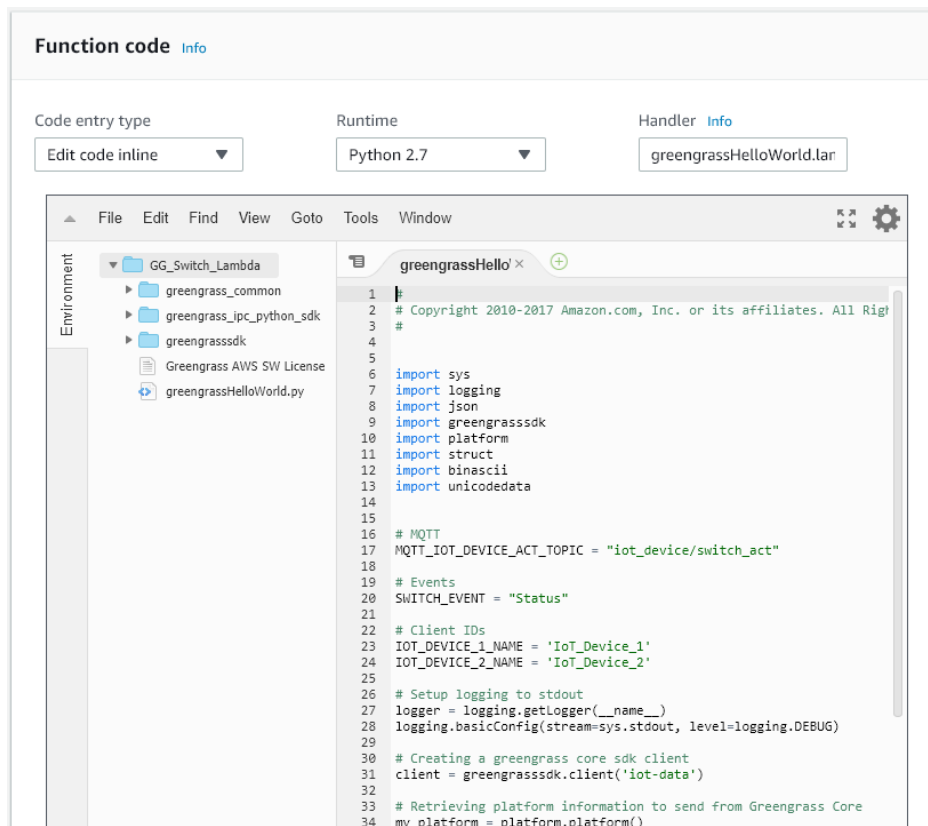 Function code Info
Code entry type Runtime Handler Info
Edit code inline Python 2.7 greengrassHelloWorld.lan
File Edit Find View Goto Tools Window
Environment
GG_Switch_Lambda
greengrass_common
greengrass_ipc_python_sdk
greengrasssdk
Greengrass AWS SW License
greengrassHelloWorld.py
greengrassHello
1 #
2 # Copyright 2010-2017 Amazon.com, Inc. or its affiliates. All Righ
3 #
4
5
6 import sys
7 import logging
8 import json
9 import greengrasssdk
10 import platform
11 import struct
12 import binascii
13 import unicodedata
14
15
16 # MQTT
17 MQTT_IOT_DEVICE_ACT_TOPIC = "iot_device/switch_act"
18
19 # Events
20 SWITCH_EVENT = "Status"
21
22 # Client IDs
23 IOT_DEVICE_1_NAME = 'IoT_Device_1'
24 IOT_DEVICE_2_NAME = 'IoT_Device_2'
25
26 # Setup logging to stdout
27 logger = logging.getLogger(__name__)
28 logging.basicConfig(stream=sys.stdout, level=logging.DEBUG)
29
30 # Creating a greengrass core sdk client
31 client = greengrasssdk.client('iot-data')
32
33 # Retrieving platform information to send from Greengrass Core
34 my_platform = platform.platform()